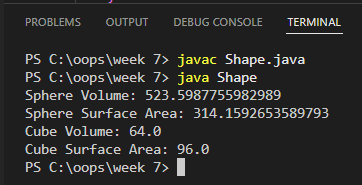 PROBLEMS OUTPUT DEBUG CONSOLE TERMINAL
PS C:\oops\week 7> javac Shape.java
PS C:\oops\week 7> java Shape
Sphere Volume: 523.5987755982989
Sphere Surface Area: 314.1592653589793
Cube Volume: 64.0
Cube Surface Area: 96.0
PS C:\oops\week 7>